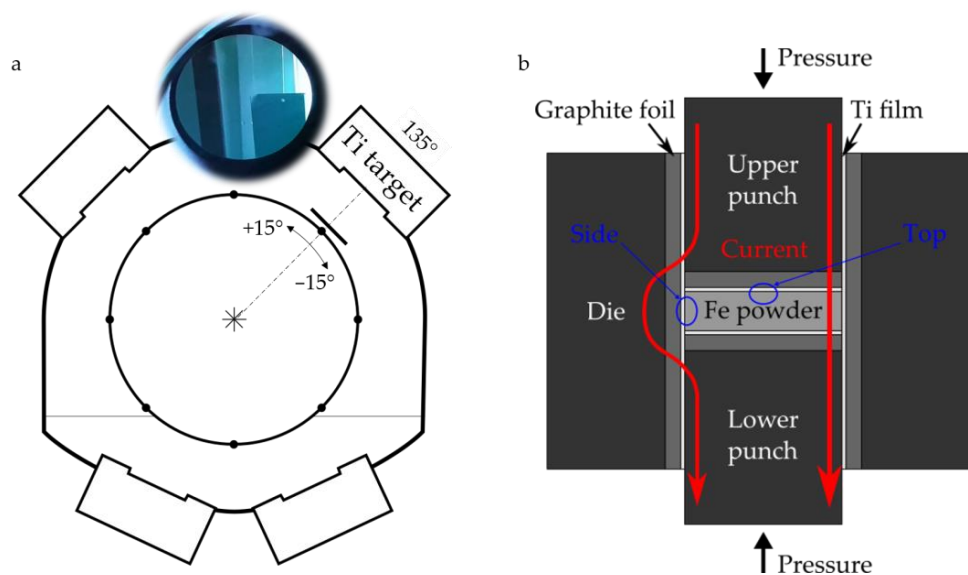 a
135°
Ti target
+15°
−15°
b
Pressure
Graphite foil
Ti film
Upper
punch
Side
Current
Top
Die
Fe powder
Lower
punch
Pressure